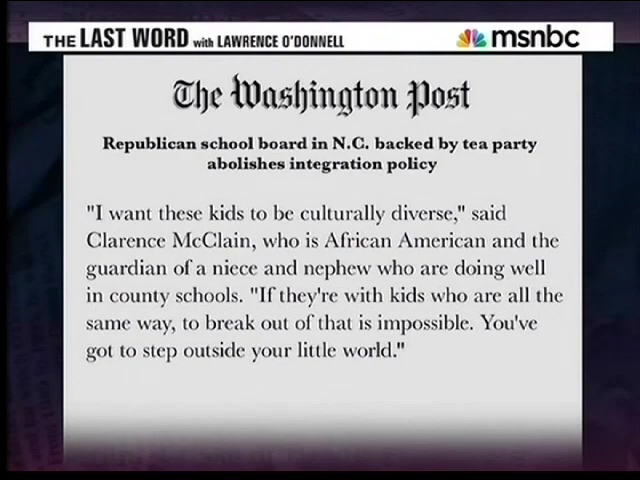 THE LAST WORD with LAWRENCE O'DONNELL msnbc
The Washington Post
Republican school board in N.C. backed by tea party
abolishes integration policy
"I want these kids to be culturally diverse," said
Clarence McClain, who is African American and the
guardian of a niece and nephew who are doing well
in county schools. "If they're with kids who are all the
same way, to break out of that is impossible. You've
got to step outside your little world."